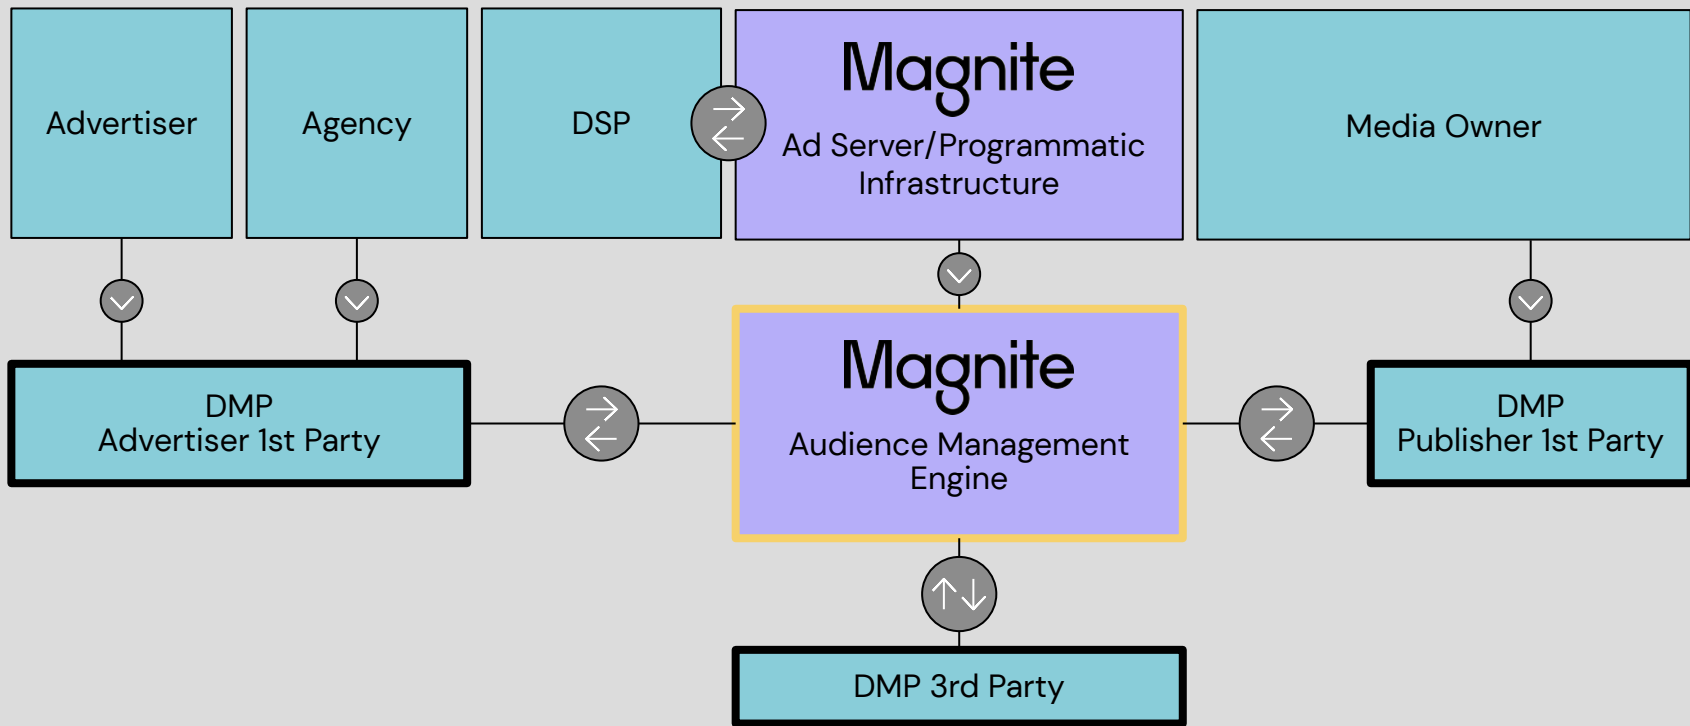 Advertiser
Agency
DSP
Magnite
Ad Server/Programmatic
Infrastructure
Media Owner
DMP
Advertiser 1st Party
Magnite
Audience Management
Engine
DMP
Publisher 1st Party
DMP 3rd Party